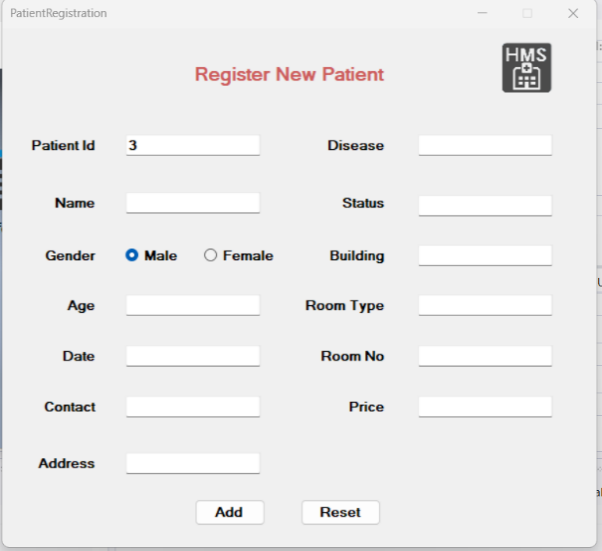 PatientRegistration
HMS
Register New Patient
Patient Id 3 Disease
Name Status
Gender Male Female Building
Age Room Type
Date Room No
Contact Price
Address
Add Reset